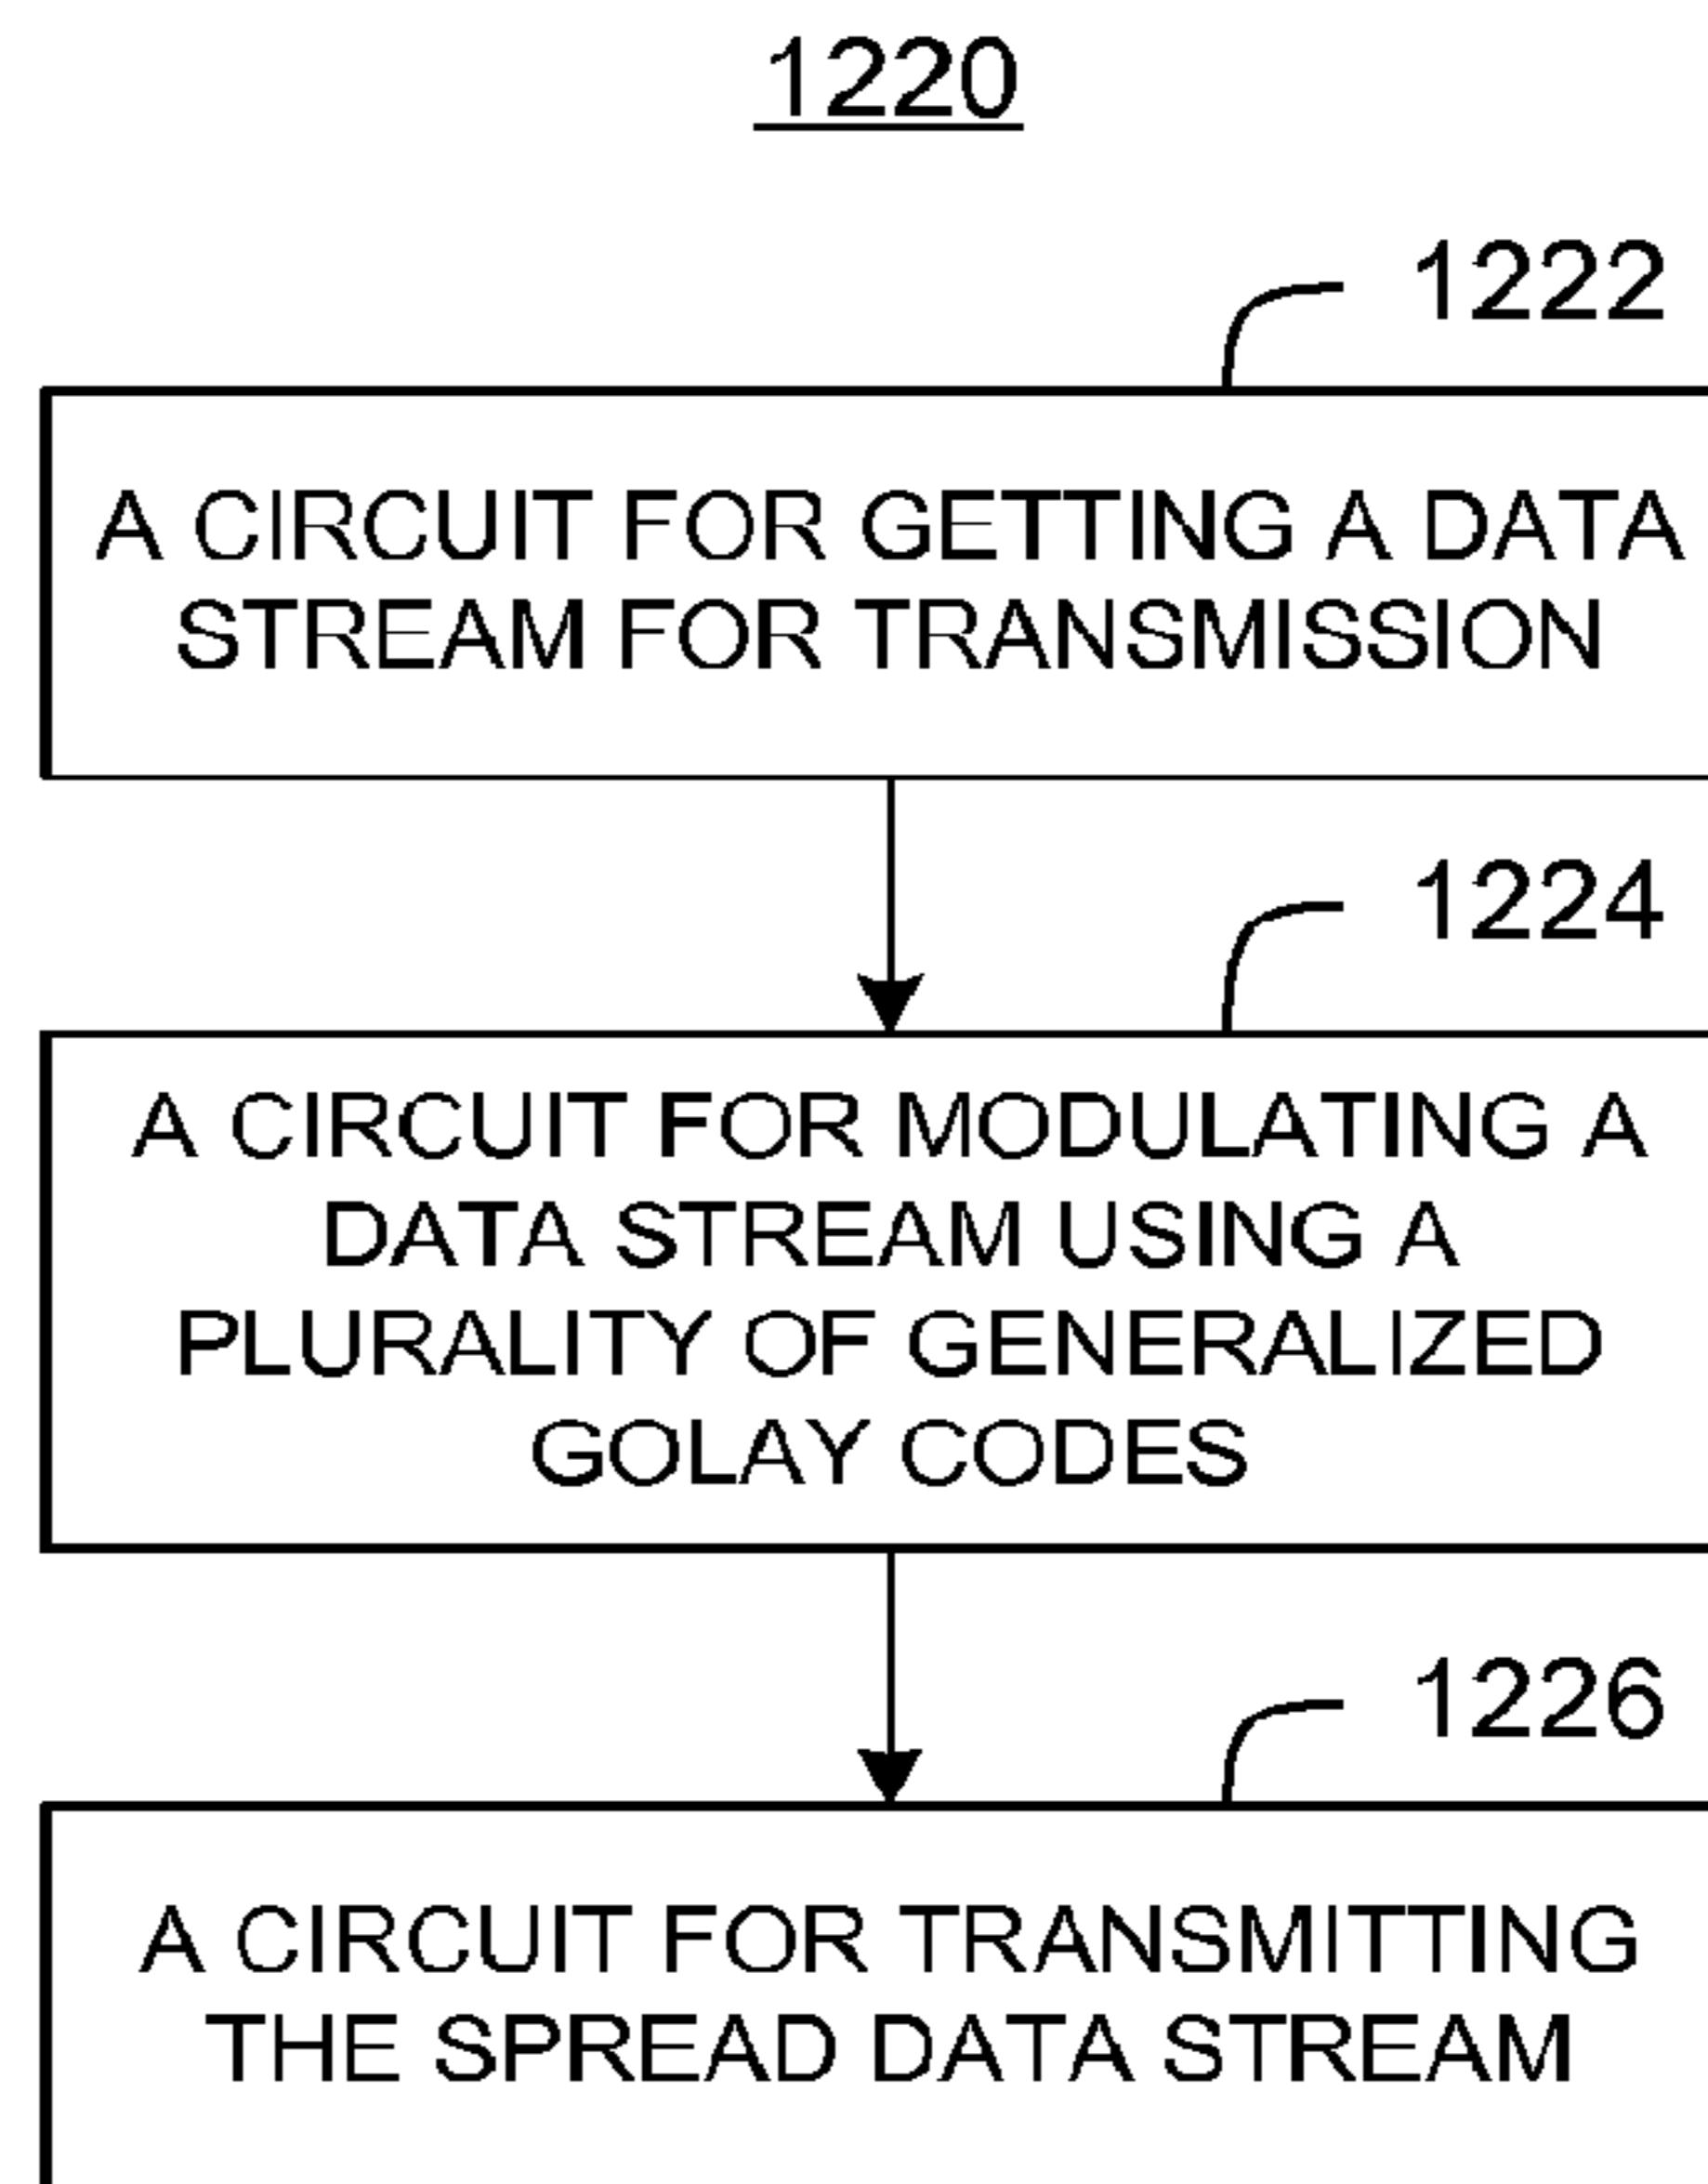 1220
1222
A CIRCUIT FOR GETTING A DATA
STREAM FOR TRANSMISSION
1224
A CIRCUIT FOR MODULATING A
DATA STREAM USING A
PLURALITY OF GENERALIZED
GOLAY CODES
1226
A CIRCUIT FOR TRANSMITTING
THE SPREAD DATA STREAM